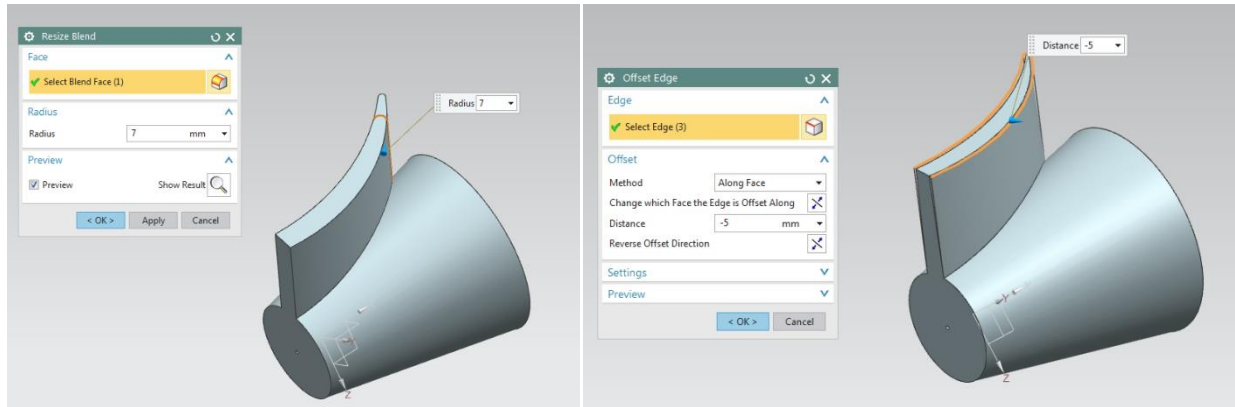 Resize Blend
Face
Select Blend Face (1)
Radius
Radius 7 mm
Preview
Preview Show Result
< OK > Apply Cancel
Radius 7
Z
Offset Edge
Edge
Select Edge (3)
Offset
Method Along Face
Change which Face the Edge is Offset Along
Distance -5 mm
Reverse Offset Direction
Settings
Preview
< OK > Cancel
Distance -5
Z